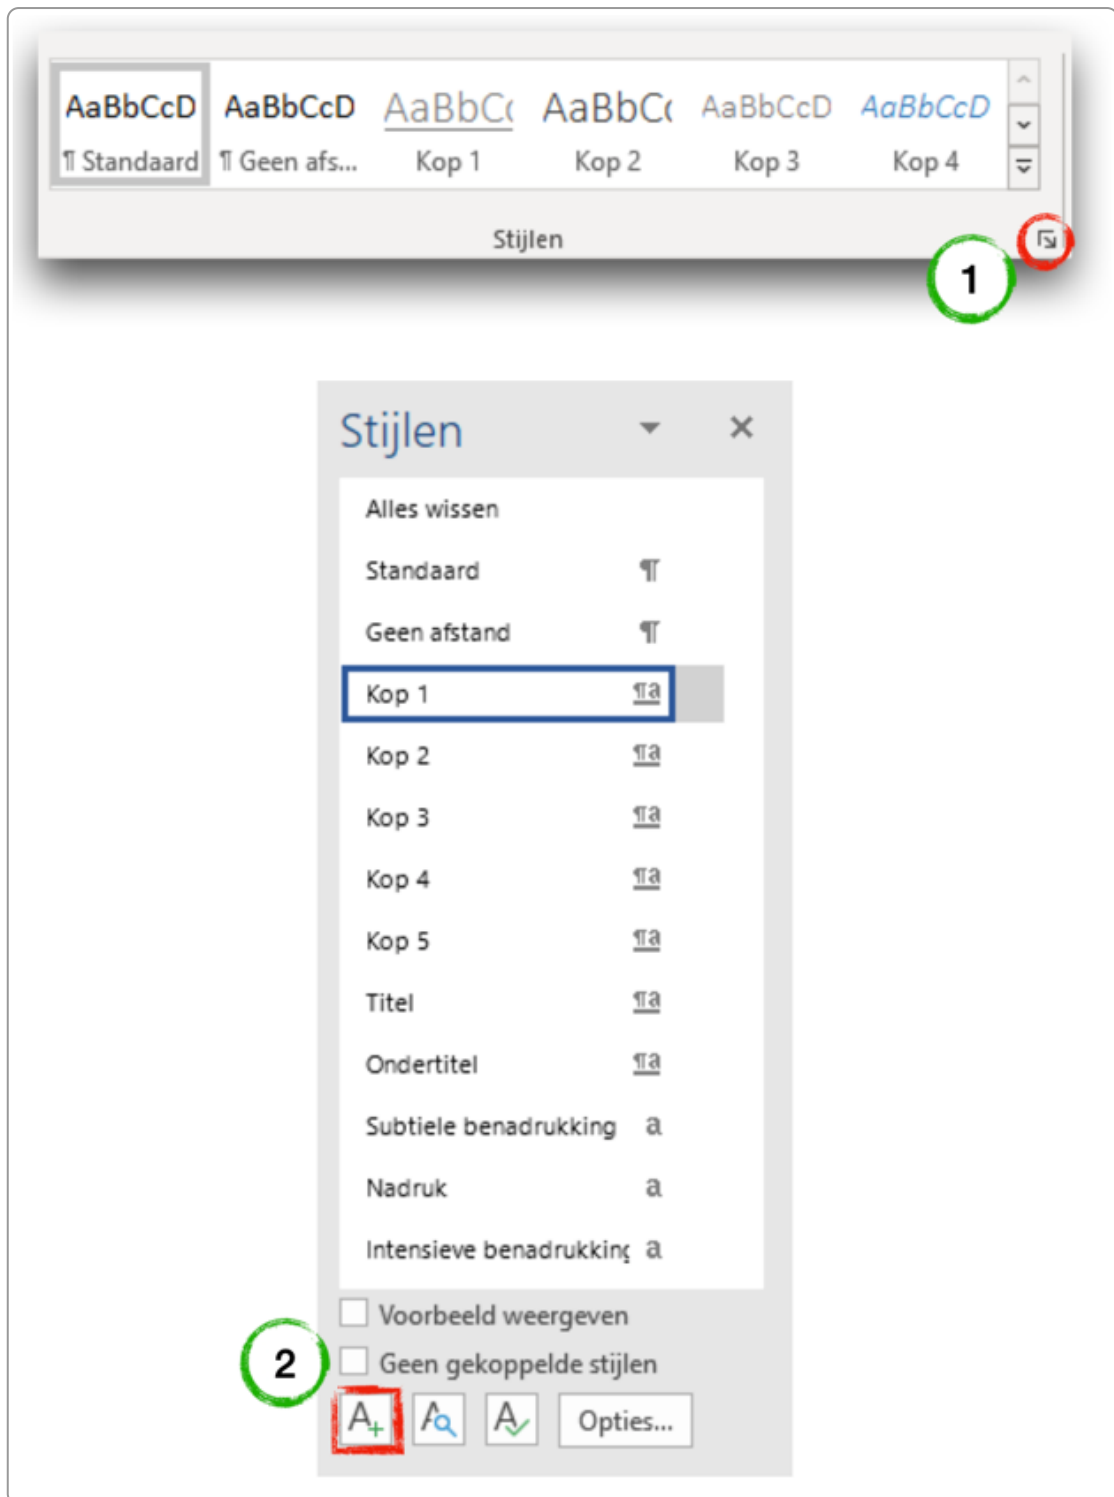 AaBbCcD AaBbCcD AaBbC AaBbC AaBbCcD AaBbCcD
¶ Standaard ¶ Geen afs... Kop 1 Kop 2 Kop 3 Kop 4
Stijlen
1
Stijlen
Alles wissen
Standaard ¶
Geen afstand ¶
Kop 1 ¶a
Kop 2 ¶a
Kop 3 ¶a
Kop 4 ¶a
Kop 5 ¶a
Titel ¶a
Ondertitel ¶a
Subtiele benadrukking a
Nadruk a
Intensieve benadrukking a
Voorbeeld weergeven
2 Geen gekoppelde stijlen
A+ A A Opties...